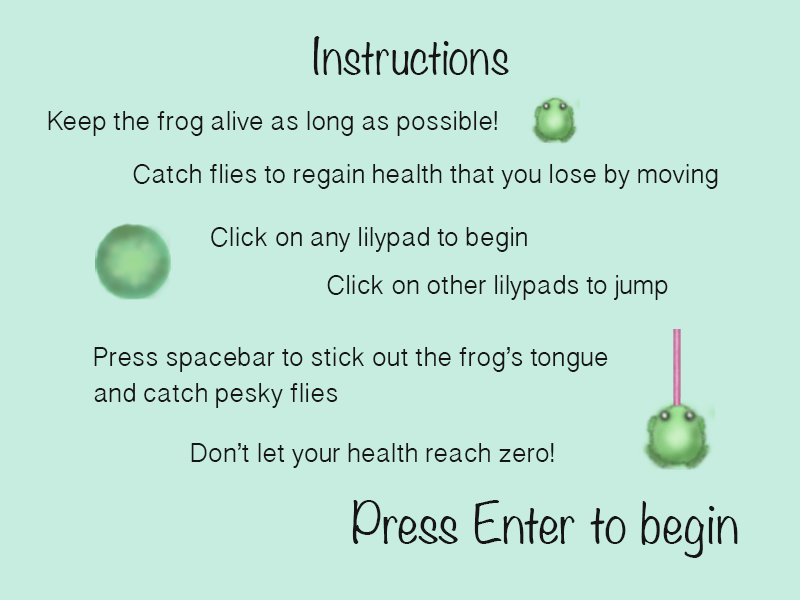 Instructions
Keep the frog alive as long as possible!
Catch flies to regain health that you lose by moving
Click on any lilypad to begin
Click on other lilypads to jump
Press spacebar to stick out the frog’s tongue
and catch pesky flies
Don’t let your health reach zero!
Press Enter to begin